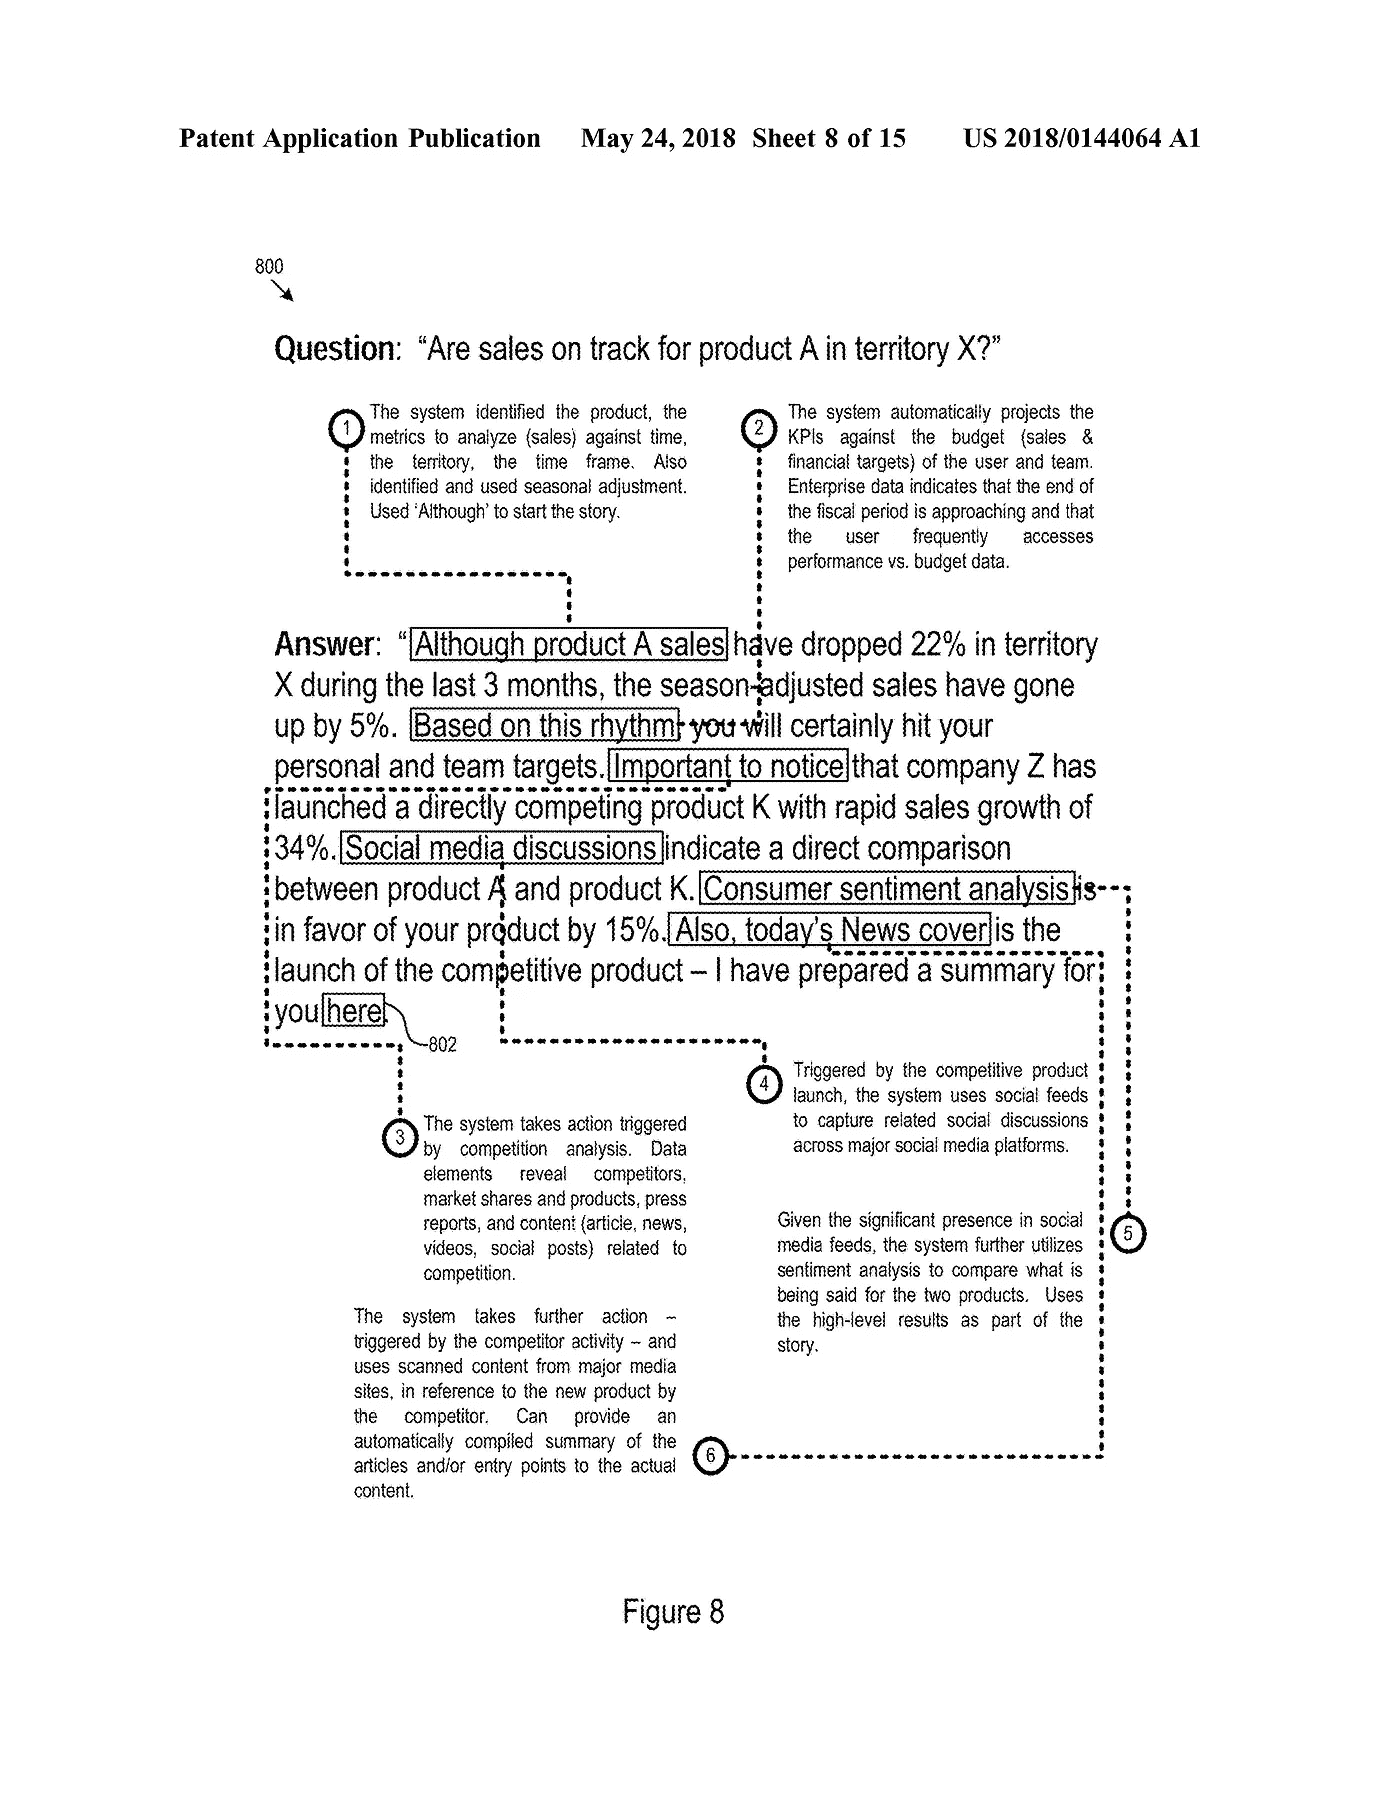 Patent Application Publication May 24, 2018 Sheet 8 of 15 US 2018/0144064 A1
800
Question: “Are sales on track for product A in territory X?”
1
The system identified the product, the
metrics to analyze (sales) against time,
the territory, the time frame. Also
identified and used seasonal adjustment.
Used ‘Although’ to start the story.
2
The system automatically projects the
KPIs against the budget (sales &
financial targets) of the user and team.
Enterprise data indicates that the end of
the fiscal period is approaching and that
the user frequently accesses
performance vs. budget data.
Answer: “Although product A sales have dropped 22% in territory
X during the last 3 months, the season-adjusted sales have gone
up by 5%. Based on this rhythm you will certainly hit your
personal and team targets. Important to notice that company Z has
launched a directly competing product K with rapid sales growth of
34%. Social media discussions indicate a direct comparison
between product A and product K. Consumer sentiment analysis is
in favor of your product by 15%. Also, today’s News cover is the
launch of the competitive product – I have prepared a summary for
you here.
802
4
Triggered by the competitive product
launch, the system uses social feeds
to capture related social discussions
across major social media platforms.
3
The system takes action triggered
by competition analysis. Data
elements reveal competitors,
market shares and products, press
reports, and content (article, news,
videos, social posts) related to
competition.
5
Given the significant presence in social
media feeds, the system further utilizes
sentiment analysis to compare what is
being said for the two products. Uses
the high-level results as part of the
story.
The system takes further action –
triggered by the competitor activity – and
uses scanned content from major media
sites, in reference to the new product by
the competitor. Can provide an
automatically compiled summary of the
articles and/or entry points to the actual
content.
6
Figure 8